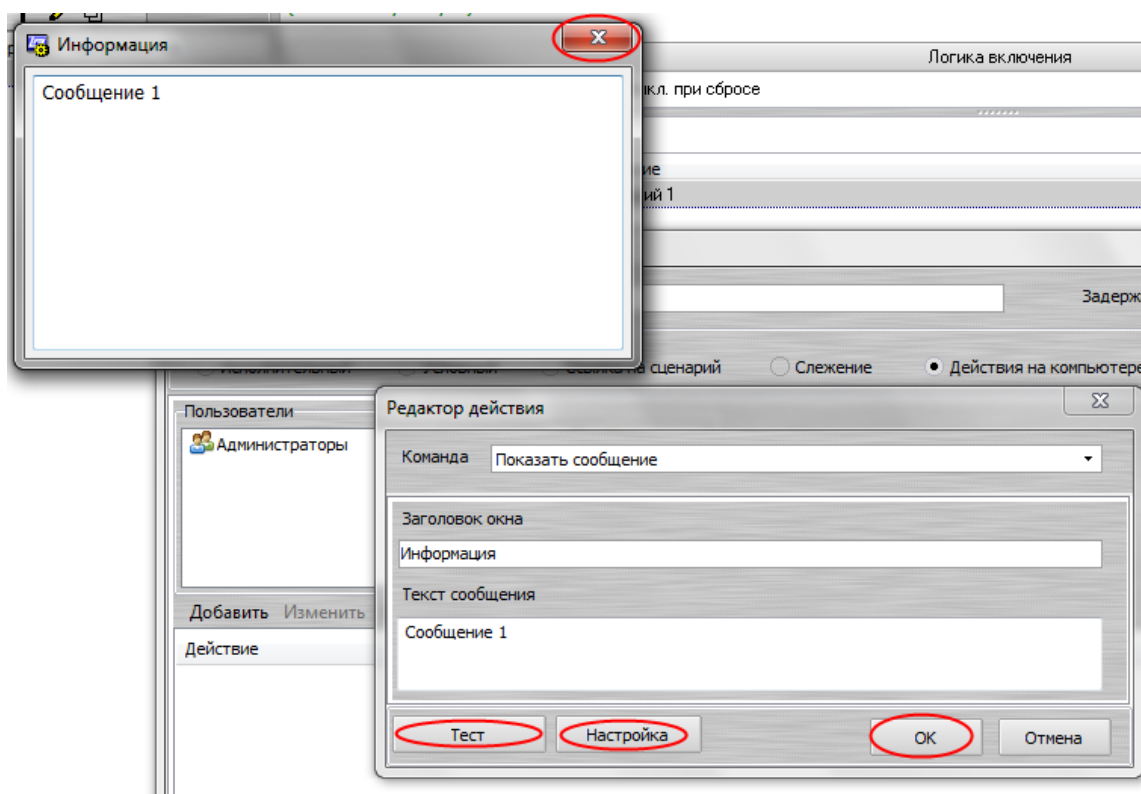 Информация
Сообщение 1
Логика включения
кл. при сбросе
ие
ий 1
Задерж
сценарий
Слежение
Действия на компьютере
Пользователи
Администраторы
Добавить Изменить
Действие
Редактор действия
Команда
Показать сообщение
Заголовок окна
Информация
Текст сообщения
Сообщение 1
Тест
Настройка
OK
Отмена